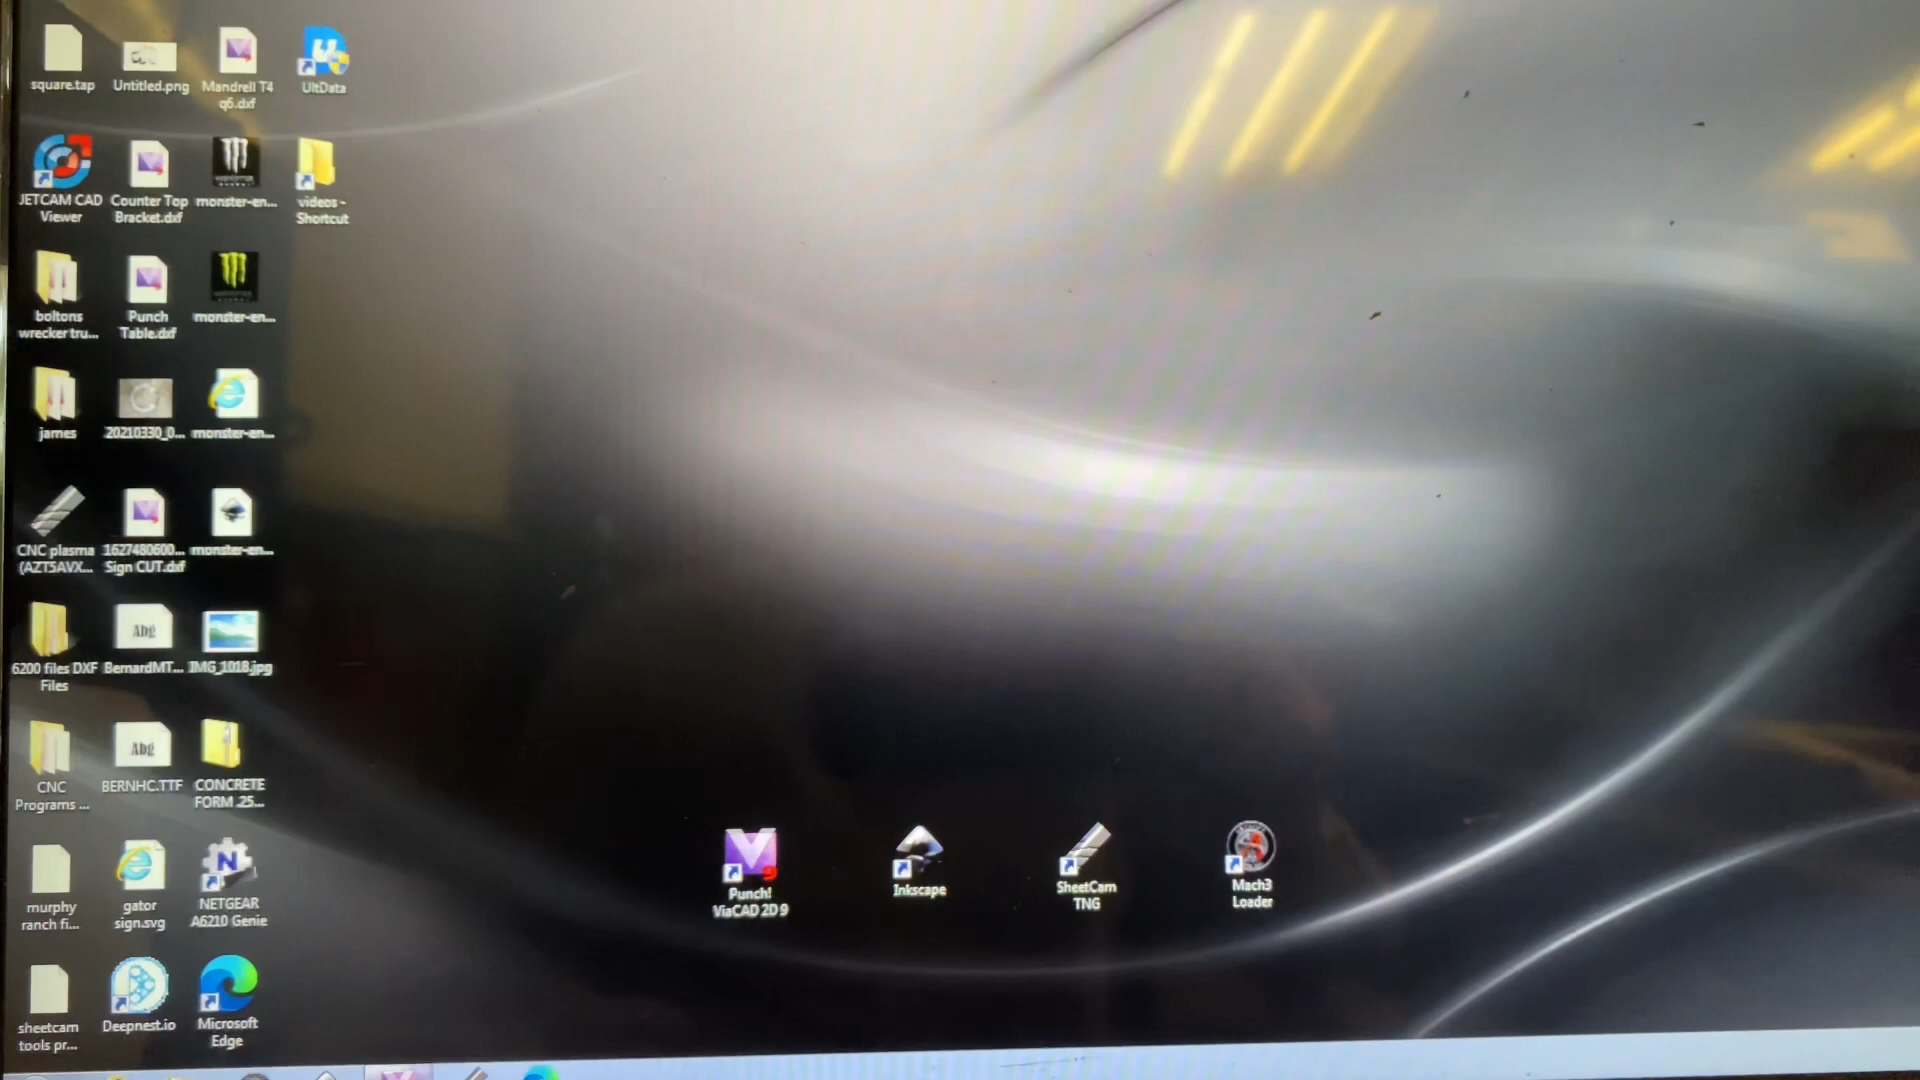 square.tap
Untitled.png
Mandrell T4
q6.dxf
UltData
JETCAM CAD
Viewer
Counter Top
Bracket.dxf
monster-en...
videos -
Shortcut
boltons
wrecker tru...
Punch
Table.dxf
monster-en...
james
20210330_0...
monster-en...
CNC plasma
(AZT5AVX...
1627480600...
Sign CUT.dxf
monster-en...
6200 files DXF
Files
Abg
BernardMT...
IMG_1018.jpg
CNC
Programs ...
Abg
BERNHC.TTF
CONCRETE
FORM .25...
murphy
ranch fi...
gator
sign.svg
N
NETGEAR
A6210 Genie
sheetcam
tools pr...
Deepnest.io
Microsoft
Edge
9
Punch!
ViaCAD 2D 9
Inkscape
SheetCam
TNG
Mach3
Loader